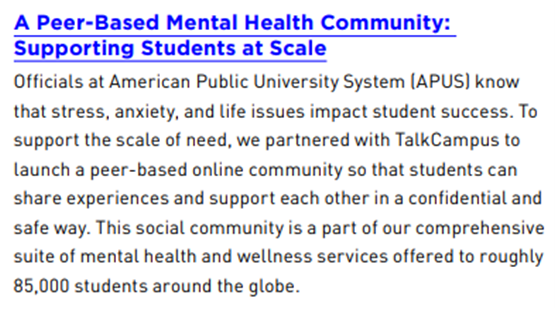 A Peer-Based Mental Health Community:
Supporting Students at Scale
Officials at American Public University System (APUS) know
that stress, anxiety, and life issues impact student success. To
support the scale of need, we partnered with TalkCampus to
launch a peer-based online community so that students can
share experiences and support each other in a confidential and
safe way. This social community is a part of our comprehensive
suite of mental health and wellness services offered to roughly
85,000 students around the globe.